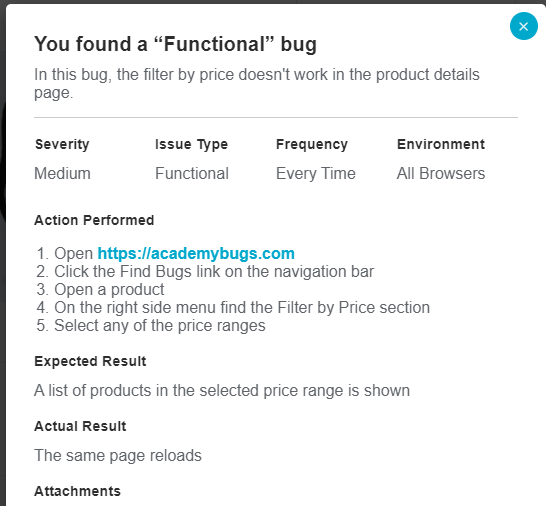 You found a “Functional” bug
In this bug, the filter by price doesn't work in the product details
page.
Severity Issue Type Frequency Environment
Medium Functional Every Time All Browsers
Action Performed
1. Open https://academybugs.com
2. Click the Find Bugs link on the navigation bar
3. Open a product
4. On the right side menu find the Filter by Price section
5. Select any of the price ranges
Expected Result
A list of products in the selected price range is shown
Actual Result
The same page reloads
Attachments